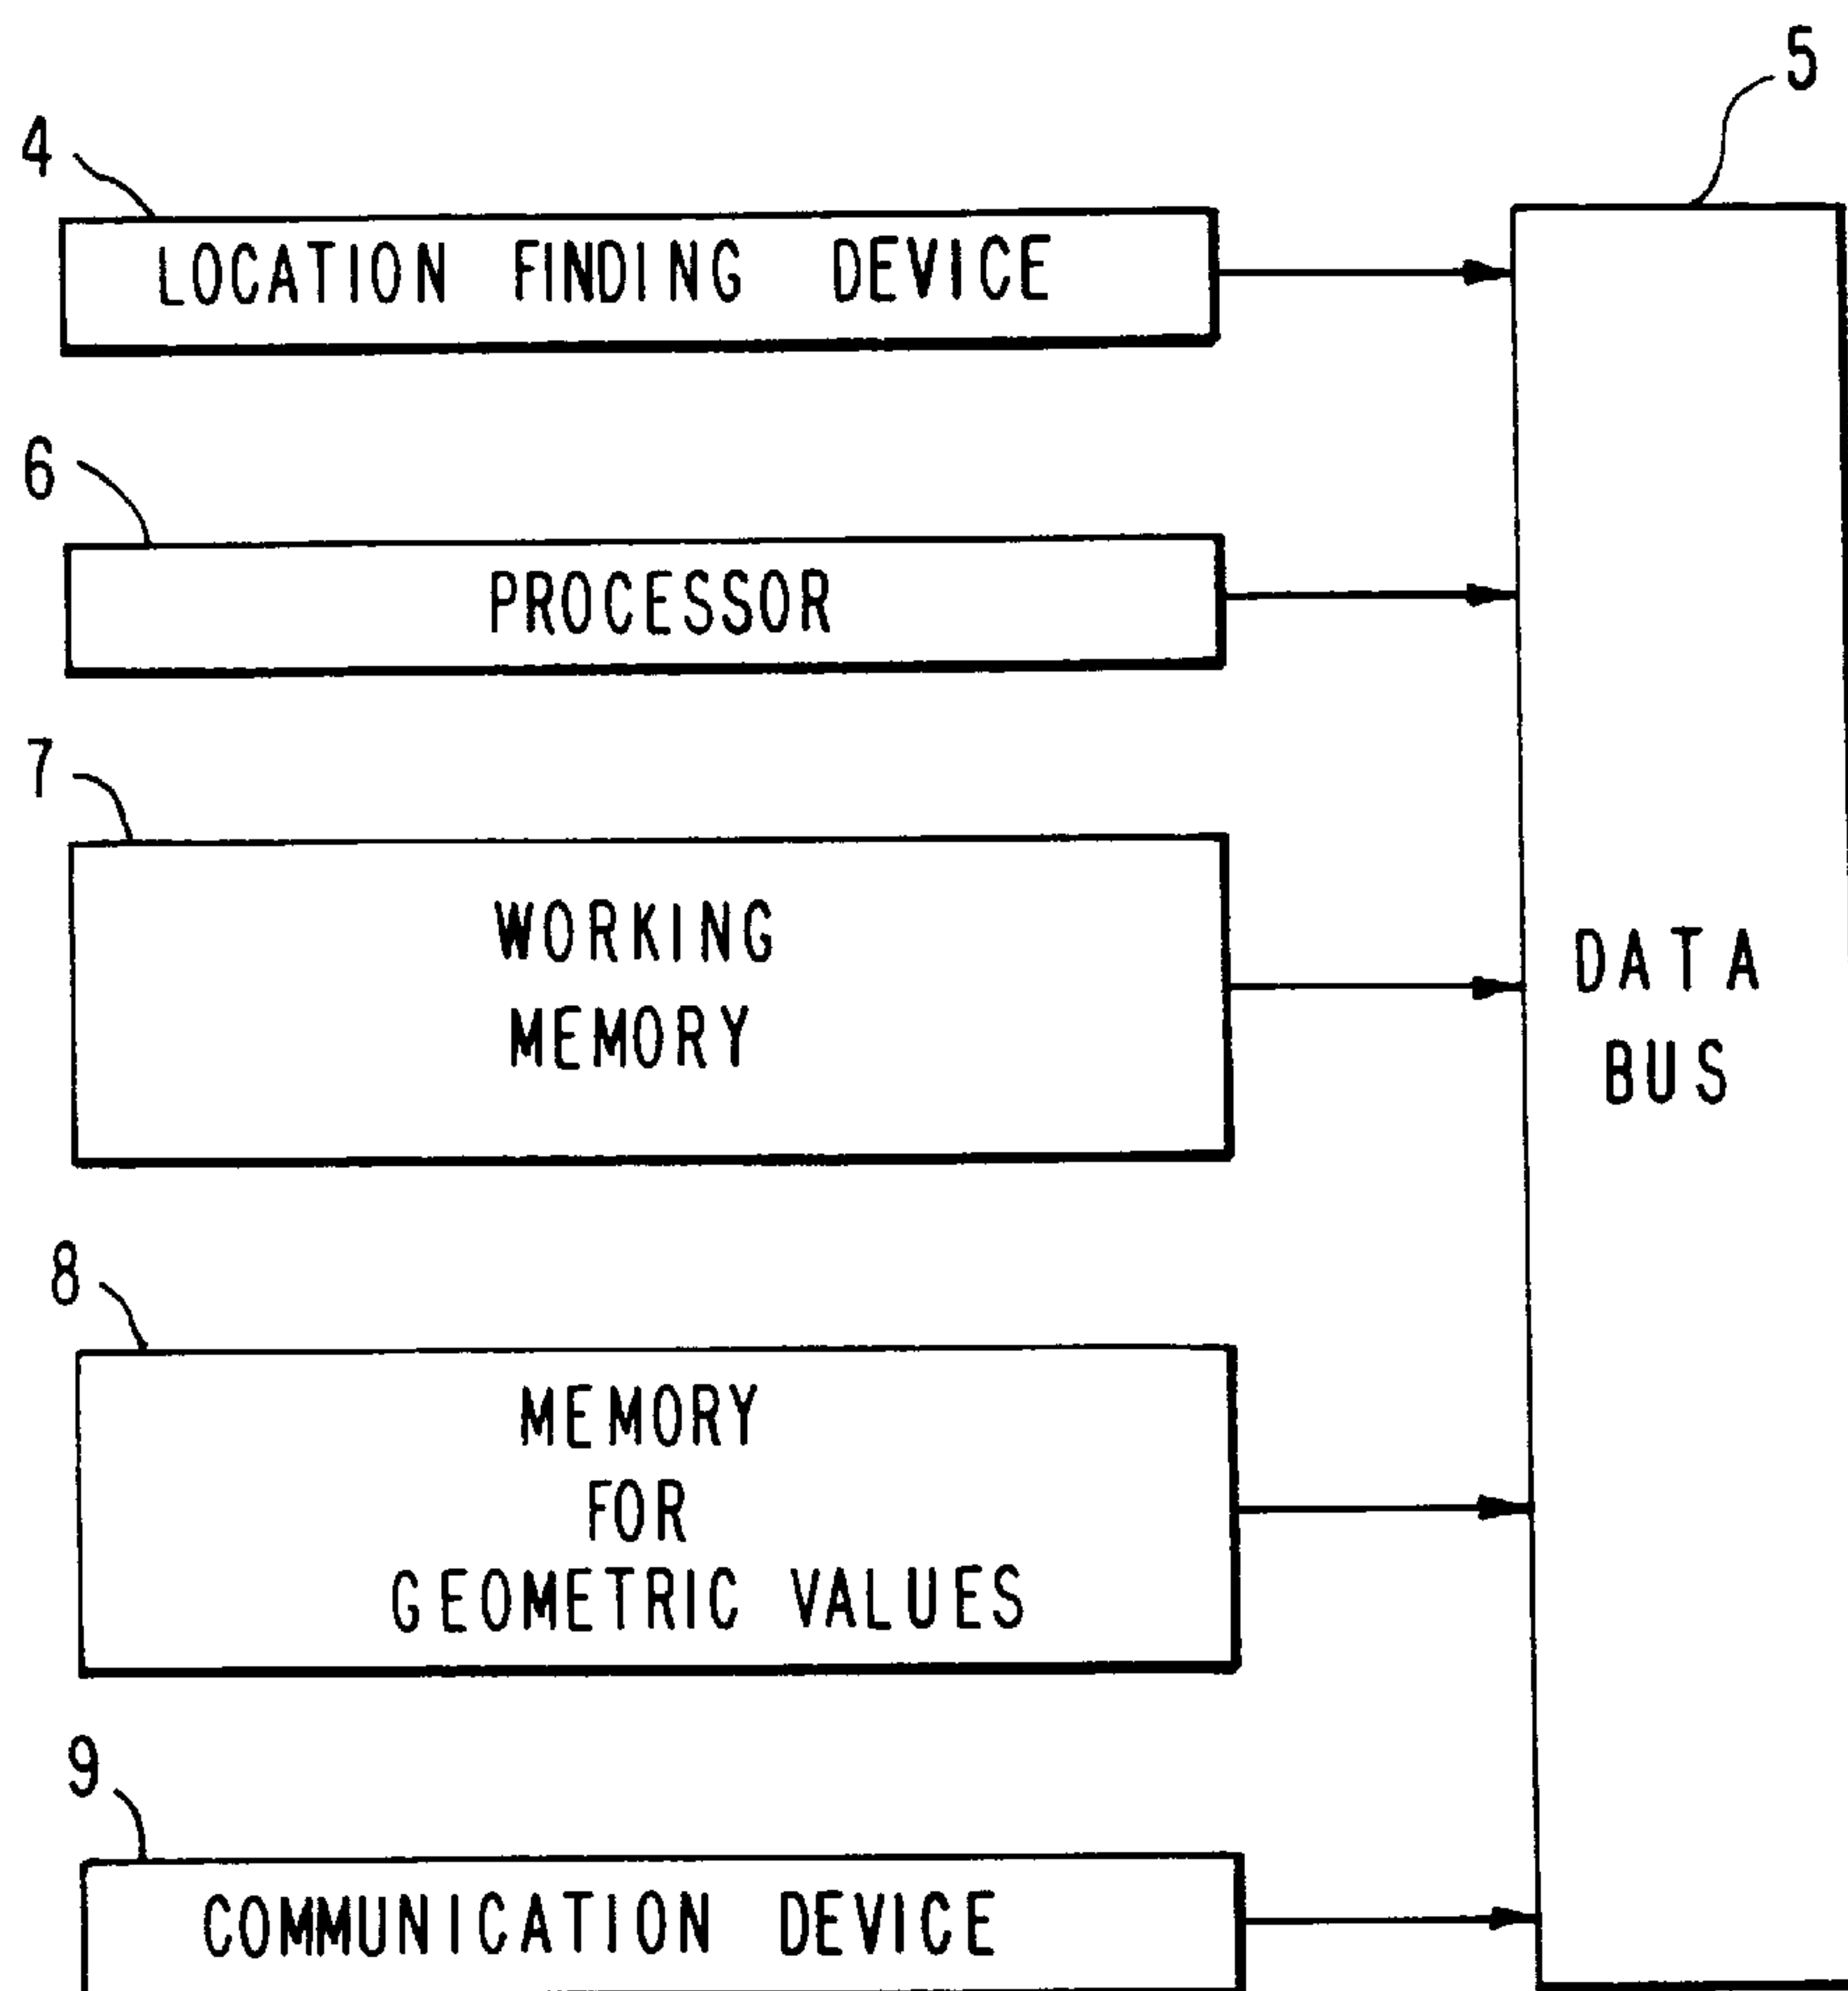 5
4
LOCATION FINDING DEVICE
6
PROCESSOR
7
WORKING
MEMORY
DATA
BUS
8
MEMORY
FOR
GEOMETRIC VALUES
9
COMMUNICATION DEVICE